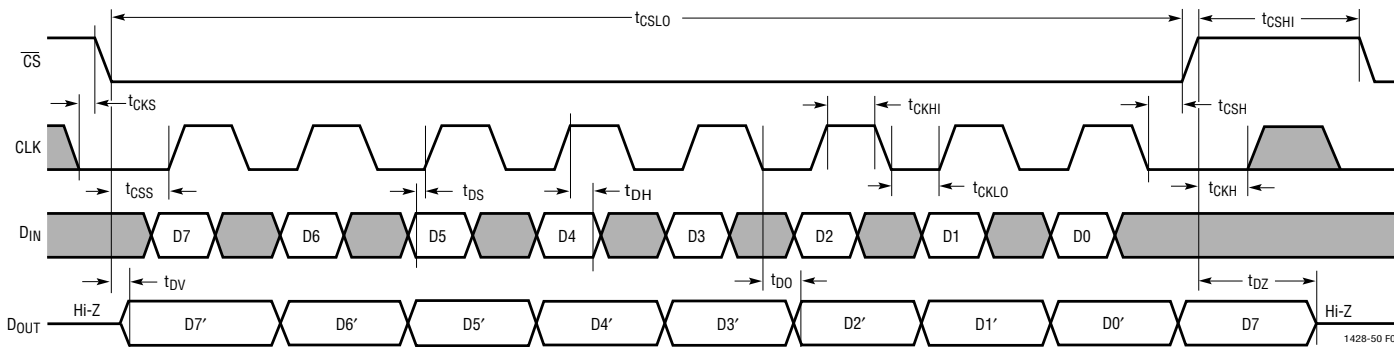 tCSLO
tCSHI
CS
tCKS
tCKHI
tCSH
CLK
tCSS
tDS
tDH
tCKLO
tCKH
DIN
D7
D6
D5
D4
D3
D2
D1
D0
tDV
tDO
tDZ
Hi-Z
Hi-Z
DOUT
D7′
D6′
D5′
D4′
D3′
D2′
D1′
D0′
D7
1428-50